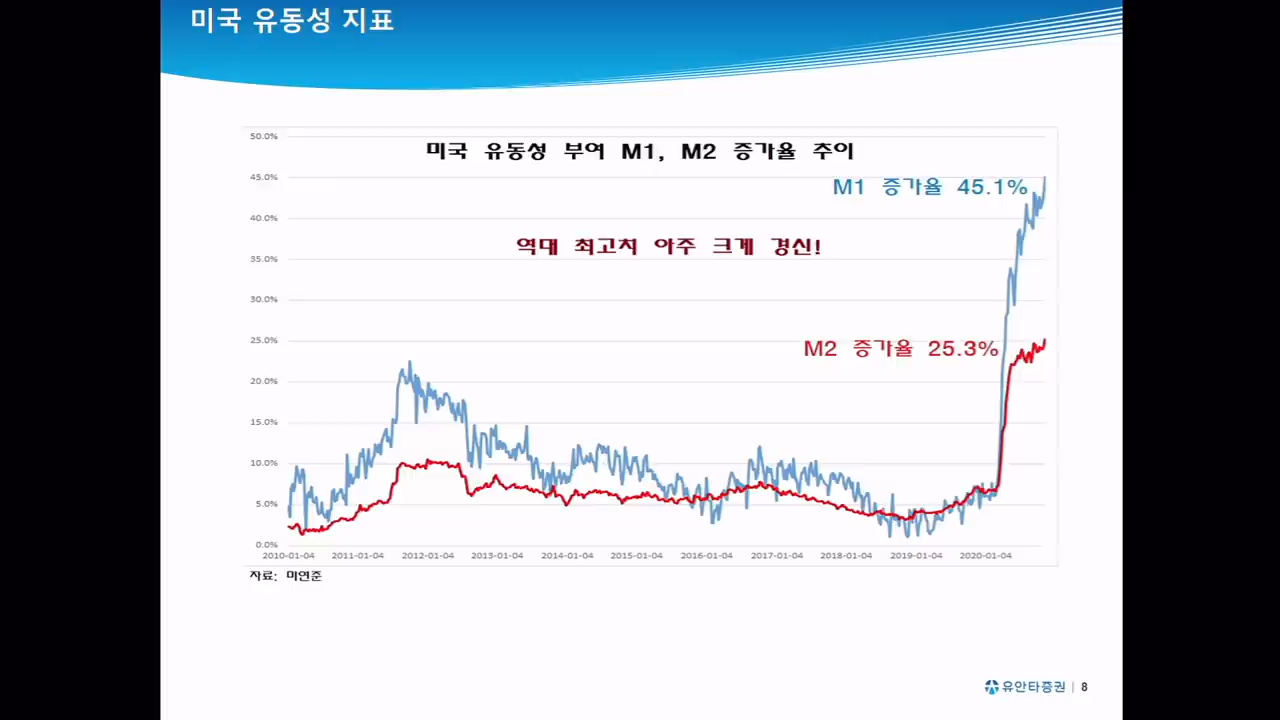 미국 유동성 지표
미국 유동성 부여 M1, M2 증가율 추이
M1 증가율 45.1%
역대 최고치 아주 크게 경신!
M2 증가율 25.3%
50.0%
45.0%
40.0%
35.0%
30.0%
25.0%
20.0%
15.0%
10.0%
5.0%
0.0%
2010-01-04 2011-01-04 2012-01-04 2013-01-04 2014-01-04 2015-01-04 2016-01-04 2017-01-04 2018-01-04 2019-01-04 2020-01-04
자료: 미연준
유안타증권 | 8